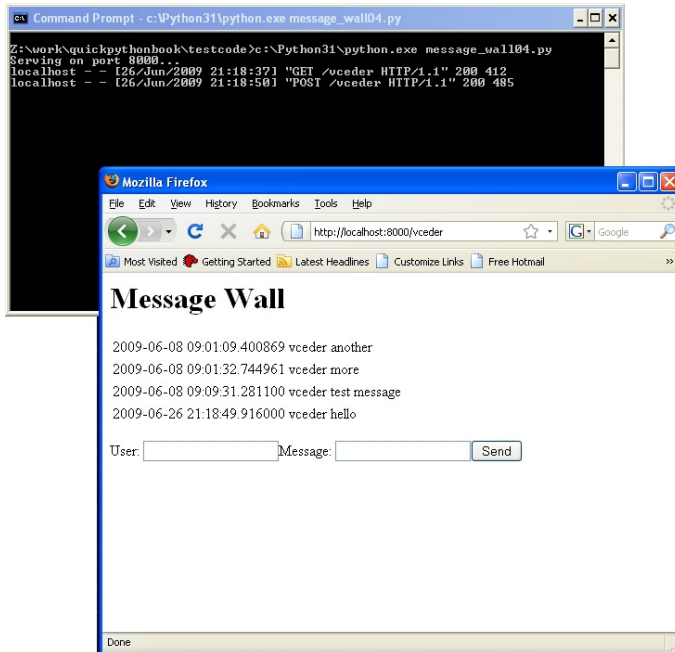 Command Prompt - c:\Python31\python.exe message_wall04.py
Z:\work\quickpythonbook\testcode>c:\Python31\python.exe message_wall04.py
Serving on port 8000...
localhost - - [26/Jun/2009 21:18:37] "GET /vceder HTTP/1.1" 200 412
localhost - - [26/Jun/2009 21:18:50] "POST /vceder HTTP/1.1" 200 485
Mozilla Firefox
File Edit View History Bookmarks Tools Help
http://localhost:8000/vceder G Google
Most Visited Getting Started Latest Headlines Customize Links Free Hotmail »
Message Wall
2009-06-08 09:01:09.400869 vceder another
2009-06-08 09:01:32.744961 vceder more
2009-06-08 09:09:31.281100 vceder test message
2009-06-26 21:18:49.916000 vceder hello
User: Message: Send
Done